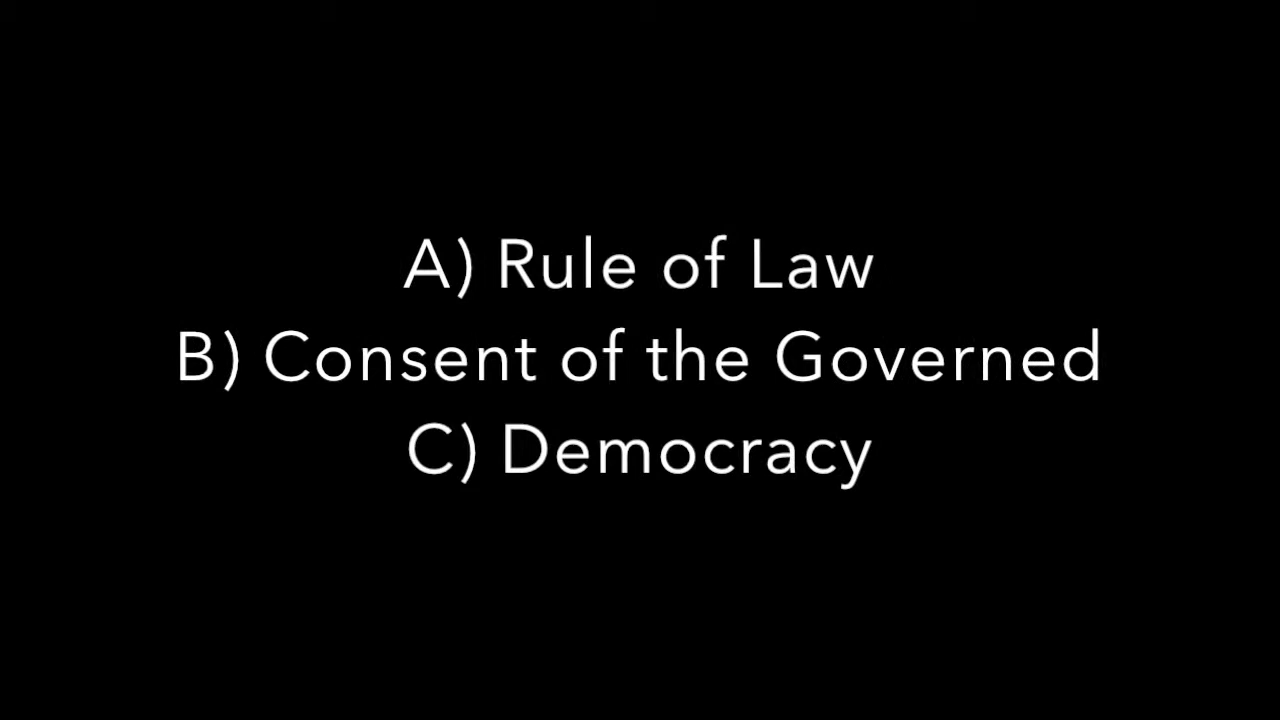 A) Rule of Law
B) Consent of the Governed
C) Democracy